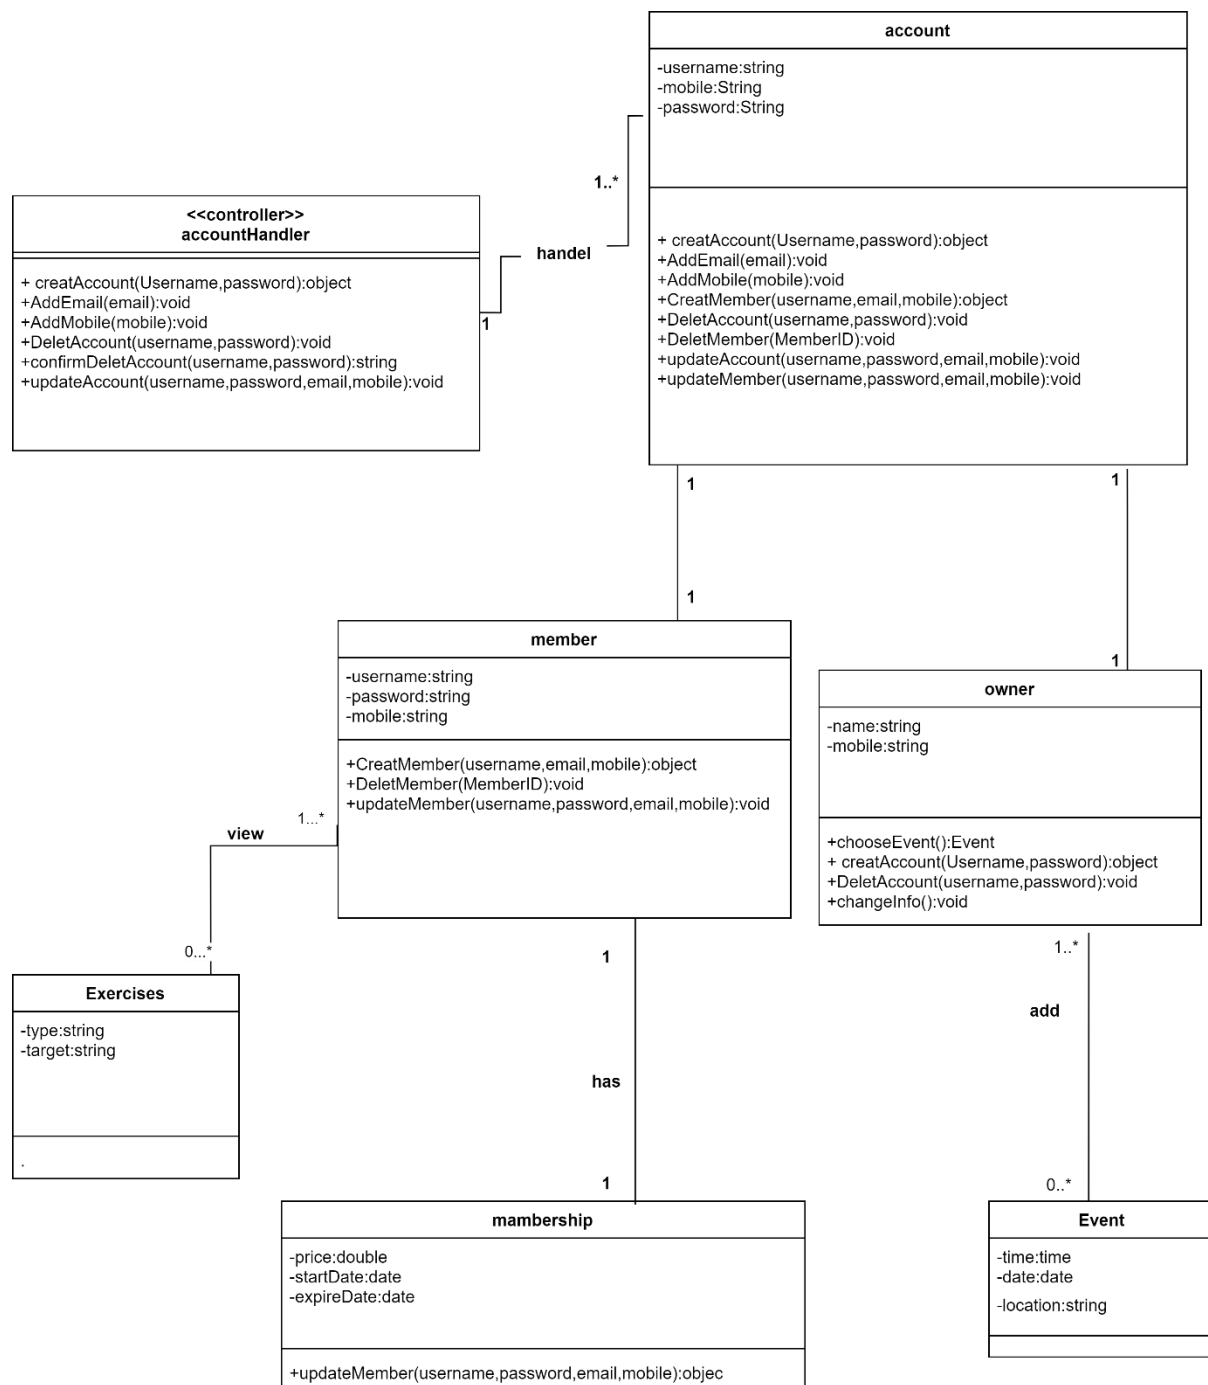 account
-username:string
-mobile:String
-password:String
+ creatAccount(Username,password):object
+AddEmail(email):void
+AddMobile(mobile):void
+CreatMember(username,email,mobile):object
+DeletAccount(username,password):void
+DeletMember(MemberID):void
+updateAccount(username,password,email,mobile):void
+updateMember(username,password,email,mobile):void
1..*
handel
1
<<controller>>
accountHandler
+ creatAccount(Username,password):object
+AddEmail(email):void
+AddMobile(mobile):void
+DeletAccount(username,password):void
+confirmDeletAccount(username,password):string
+updateAccount(username,password,email,mobile):void
1
1
1
1
member
-username:string
-password:string
-mobile:string
+CreatMember(username,email,mobile):object
+DeletMember(MemberID):void
+updateMember(username,password,email,mobile):void
owner
-name:string
-mobile:string
+chooseEvent():Event
+ creatAccount(Username,password):object
+DeletAccount(username,password):void
+changeInfo():void
1...*
view
0...*
Exercises
-type:string
-target:string
.
1
has
1
1..*
add
0..*
mambership
-price:double
-startDate:date
-expireDate:date
+updateMember(username,password,email,mobile):objec
Event
-time:time
-date:date
-location:string